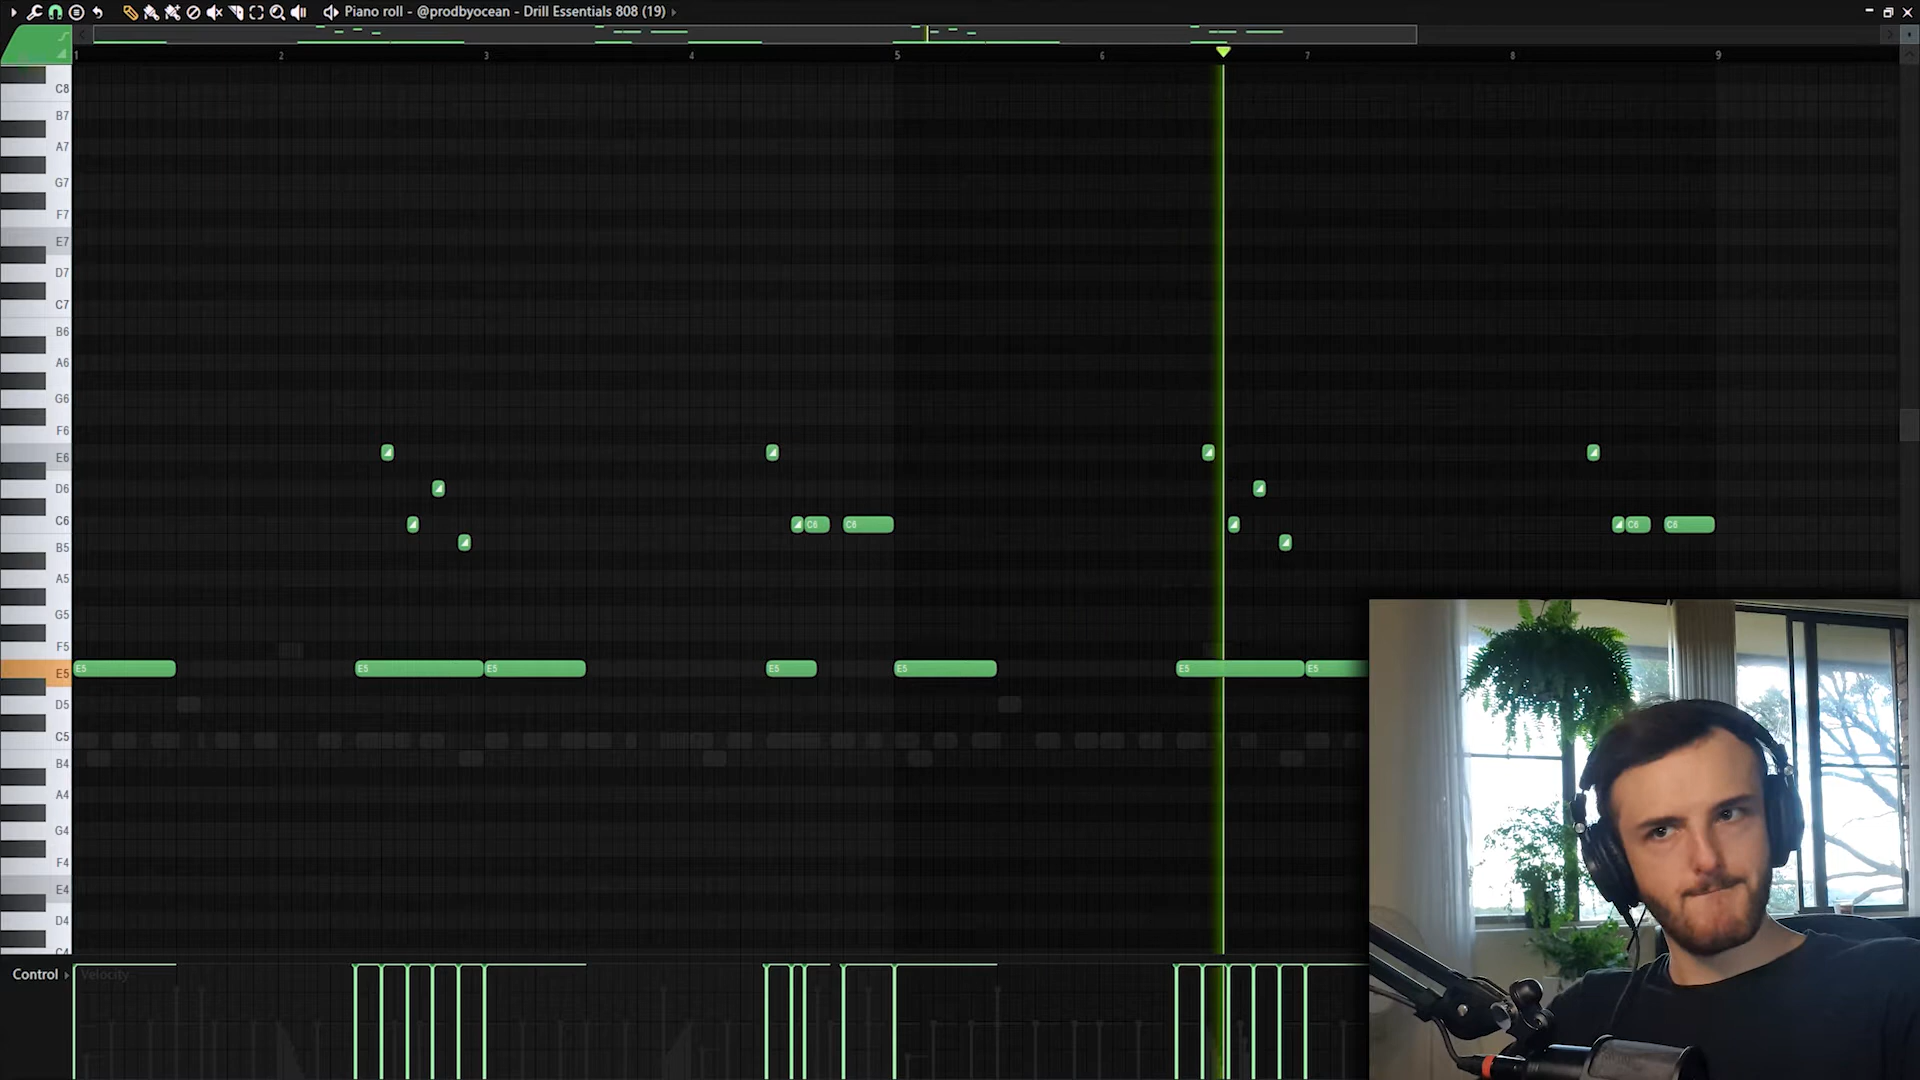 Piano roll - @prodbyocean - Drill Essentials 808 (19)
1 2 3 4 5 6 7 8 9
C8
B7
A7
G7
F7
E7
D7
C7
B6
A6
G6
F6
E6
D6
C6 C6 C6 C6 C6
B5
A5
G5
F5
E5 E5 E5 E5 E5 E5 E5 E5
D5
C5
B4
A4
G4
F4
E4
D4
C4
Control Velocity